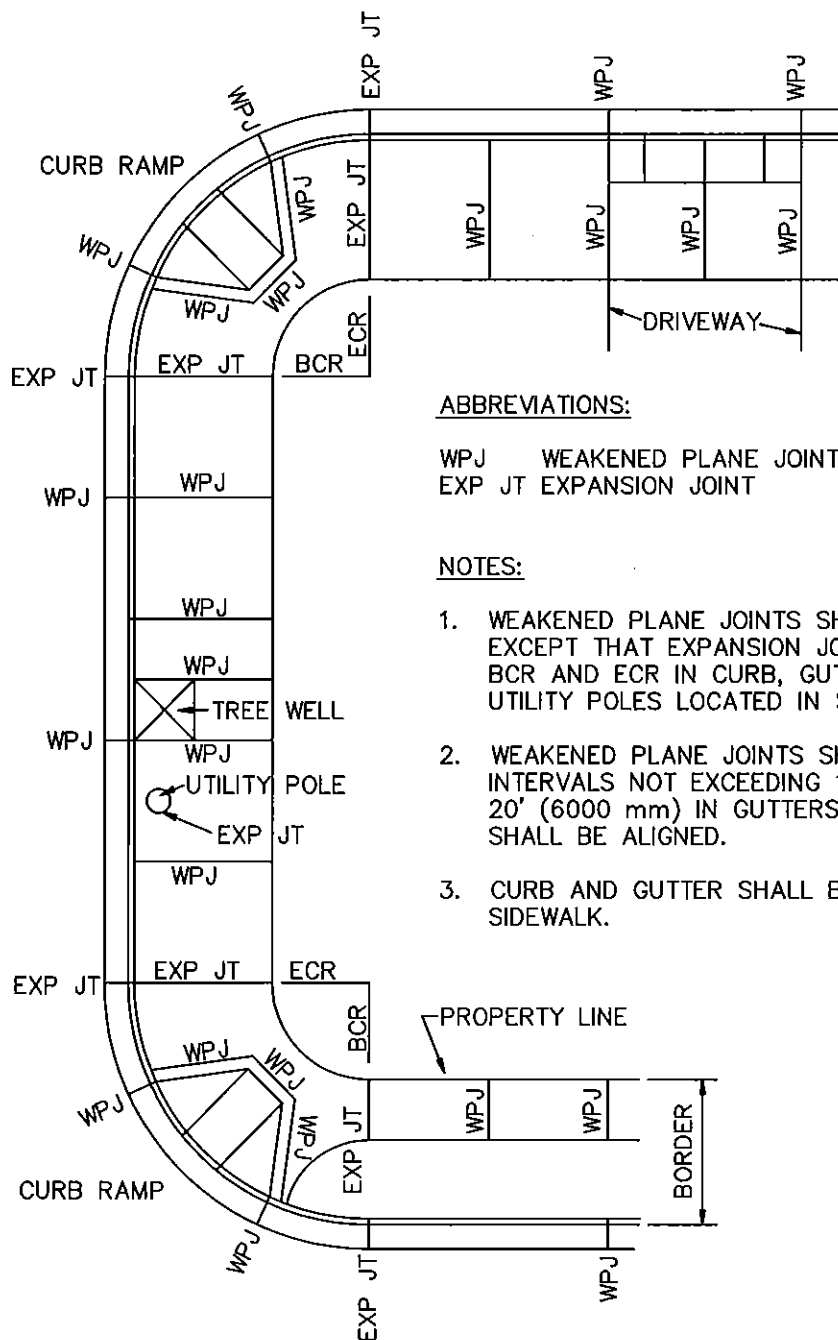 EXP JT
WPJ
WPJ
WPJ
CURB RAMP
WPJ
EXP JT
WPJ
WPJ
WPJ
WPJ
WPJ
WPJ
WPJ
DRIVEWAY
ECR
EXP JT
EXP JT
BCR
ABBREVIATIONS:
WPJ WEAKENED PLANE JOINT
EXP JT EXPANSION JOINT
WPJ
WPJ
NOTES:
1. WEAKENED PLANE JOINTS
EXCEPT THAT EXPANSION
BCR AND ECR IN CURB,
UTILITY POLES LOCATED IN
WPJ
WPJ
TREE WELL
WPJ
WPJ
2. WEAKENED PLANE JOINTS
INTERVALS NOT EXCEEDING
20' (6000 mm) IN GUTTERS
SHALL BE ALIGNED.
UTILITY POLE
EXP JT
WPJ
3. CURB AND GUTTER SHALL
SIDEWALK.
EXP JT
EXP JT
ECR
BCR
PROPERTY LINE
WPJ
WPJ
WPJ
WPJ
EXP JT
WPJ
WPJ
BORDER
CURB RAMP
WPJ
EXP JT
WPJ